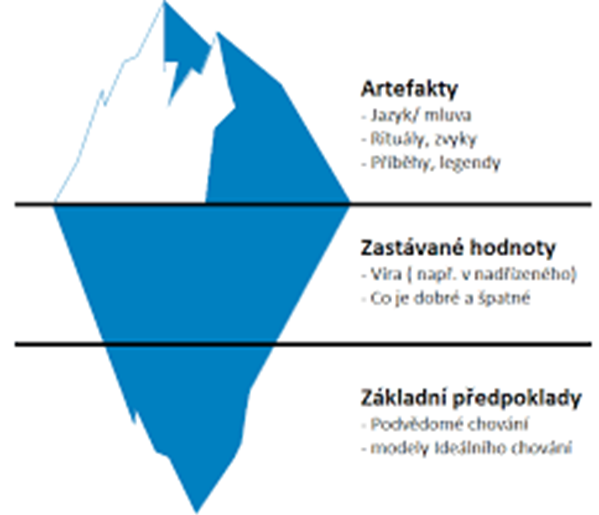 Artefakty
- Jazyk/ mluva
- Rituály, zvyky
- Příběhy, legendy
Zastávané hodnoty
- Víra ( např. v nadřízeného)
- Co je dobré a špatné
Základní předpoklady
- Podvědomé chování
- modely Ideálního chování